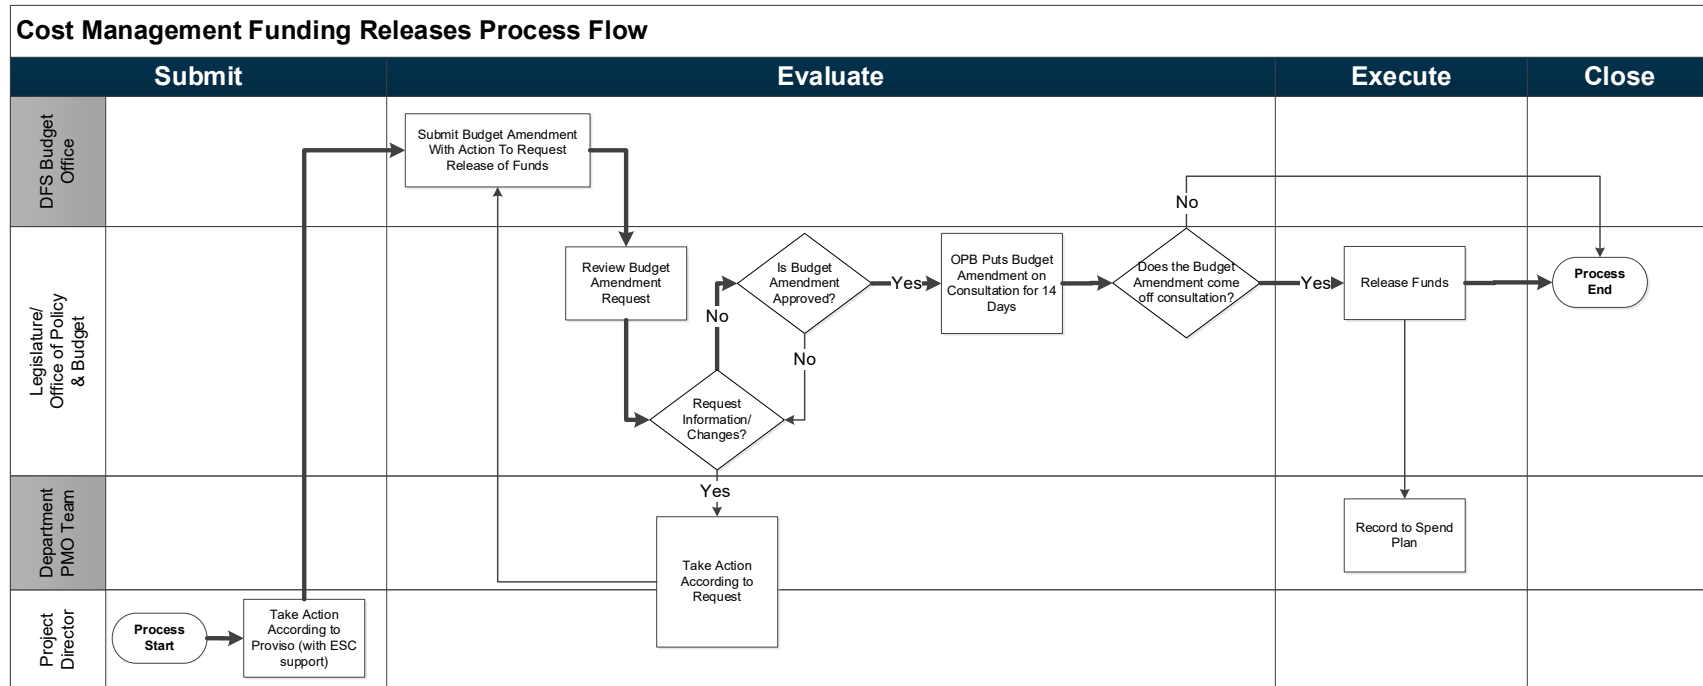 Cost Management Funding Releases Process Flow
Submit
Evaluate
Execute
Close
DFS Budget
Office
Submit Budget Amendment
With Action To Request
Release of Funds
No
Legislature/
Office of Policy
& Budget
Review Budget
Amendment
Request
Is Budget
Amendment
Approved?
Yes
OPB Puts Budget
Amendment on
Consultation for 14
Days
Does the Budget
Amendment come
off consultation?
Yes
Release Funds
Process
End
No
No
Request
Information/
Changes?
Yes
Department
PMO Team
Take Action
According to
Request
Record to Spend
Plan
Project
Director
Process
Start
Take Action
According to
Proviso (with ESC
support)